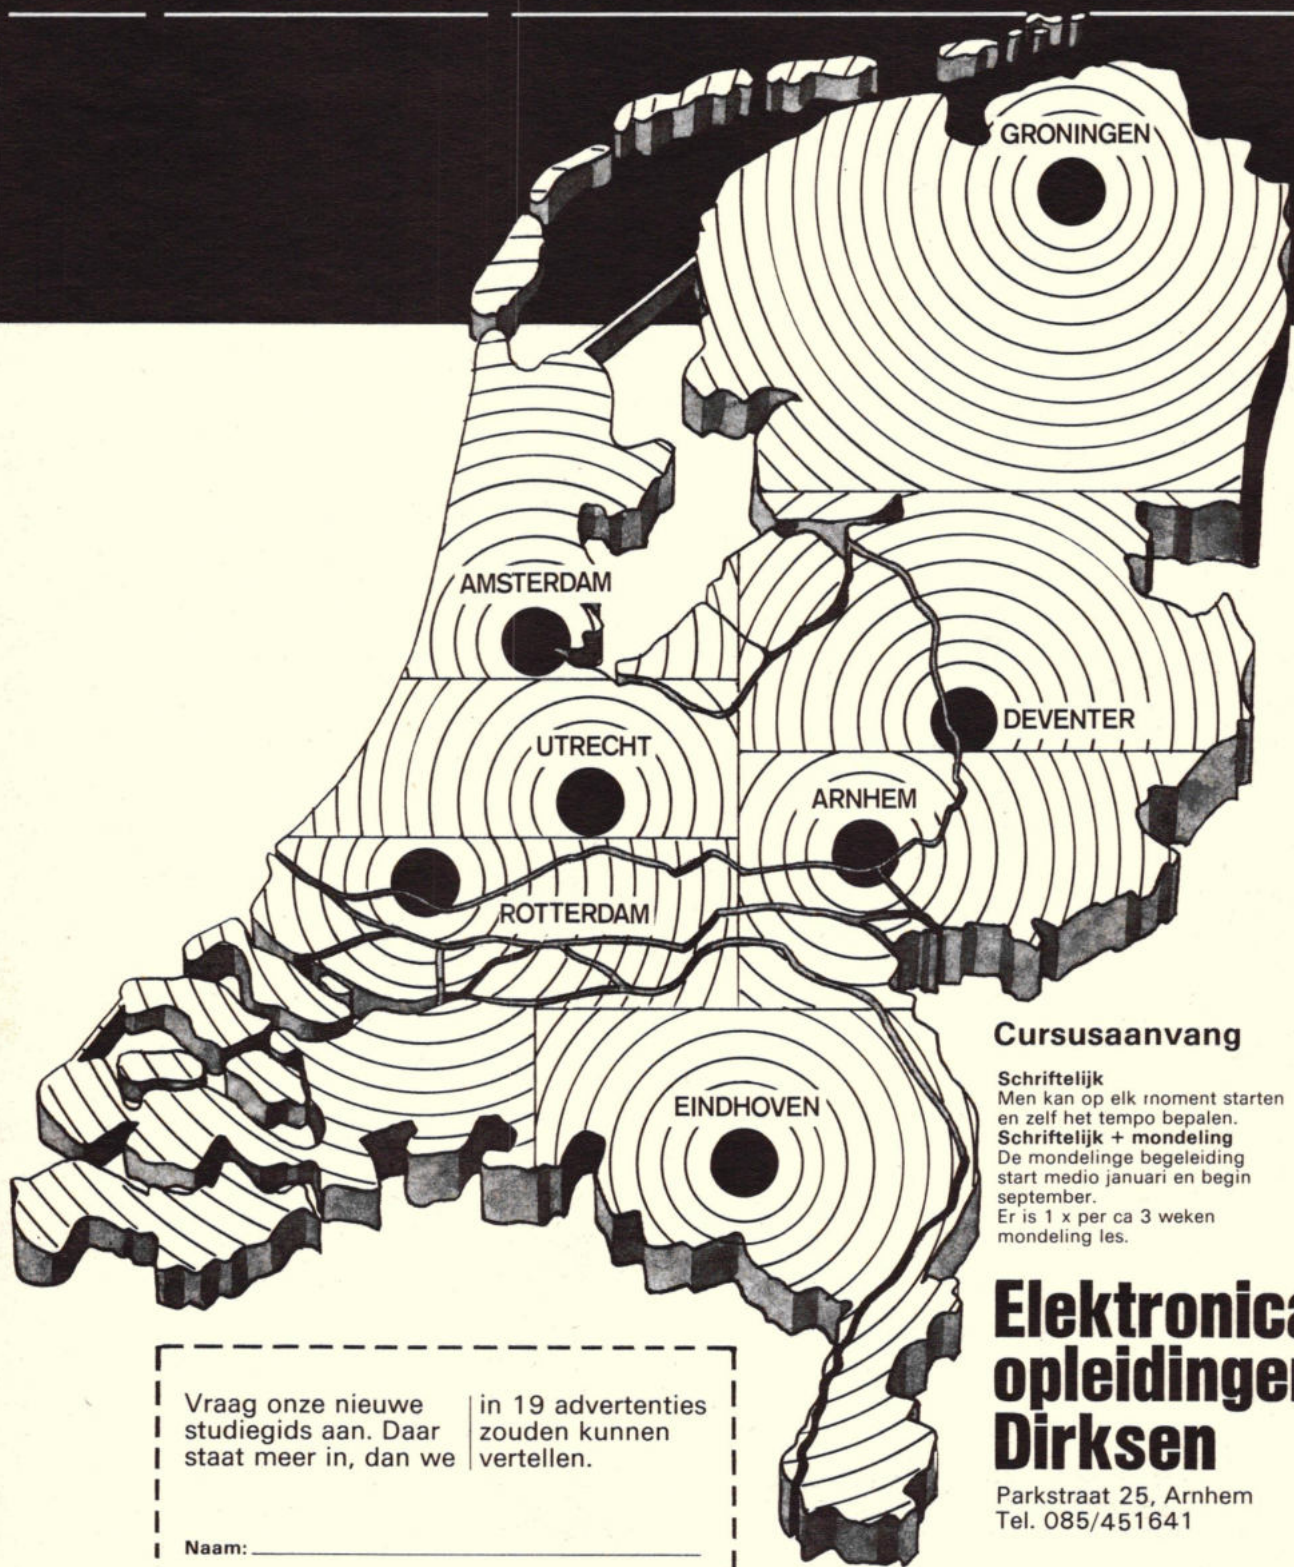 GRONINGEN
AMSTERDAM
DEVENTER
UTRECHT
ARNHEM
ROTTERDAM
EINDHOVEN
Cursusaanvang
Schriftelijk
Men kan op elk moment starten
en zelf het tempo bepalen.
Schriftelijk + mondeling
De mondelinge begeleiding
start medio januari en begin
september.
Er is 1 x per ca 3 weken
mondeling les.
Elektronica
opleidingen
Dirksen
Parkstraat 25, Arnhem
Tel. 085/451641
Vraag onze nieuwe
studiegids aan. Daar
staat meer in, dan we
in 19 advertenties
zouden kunnen
vertellen.
Naam: